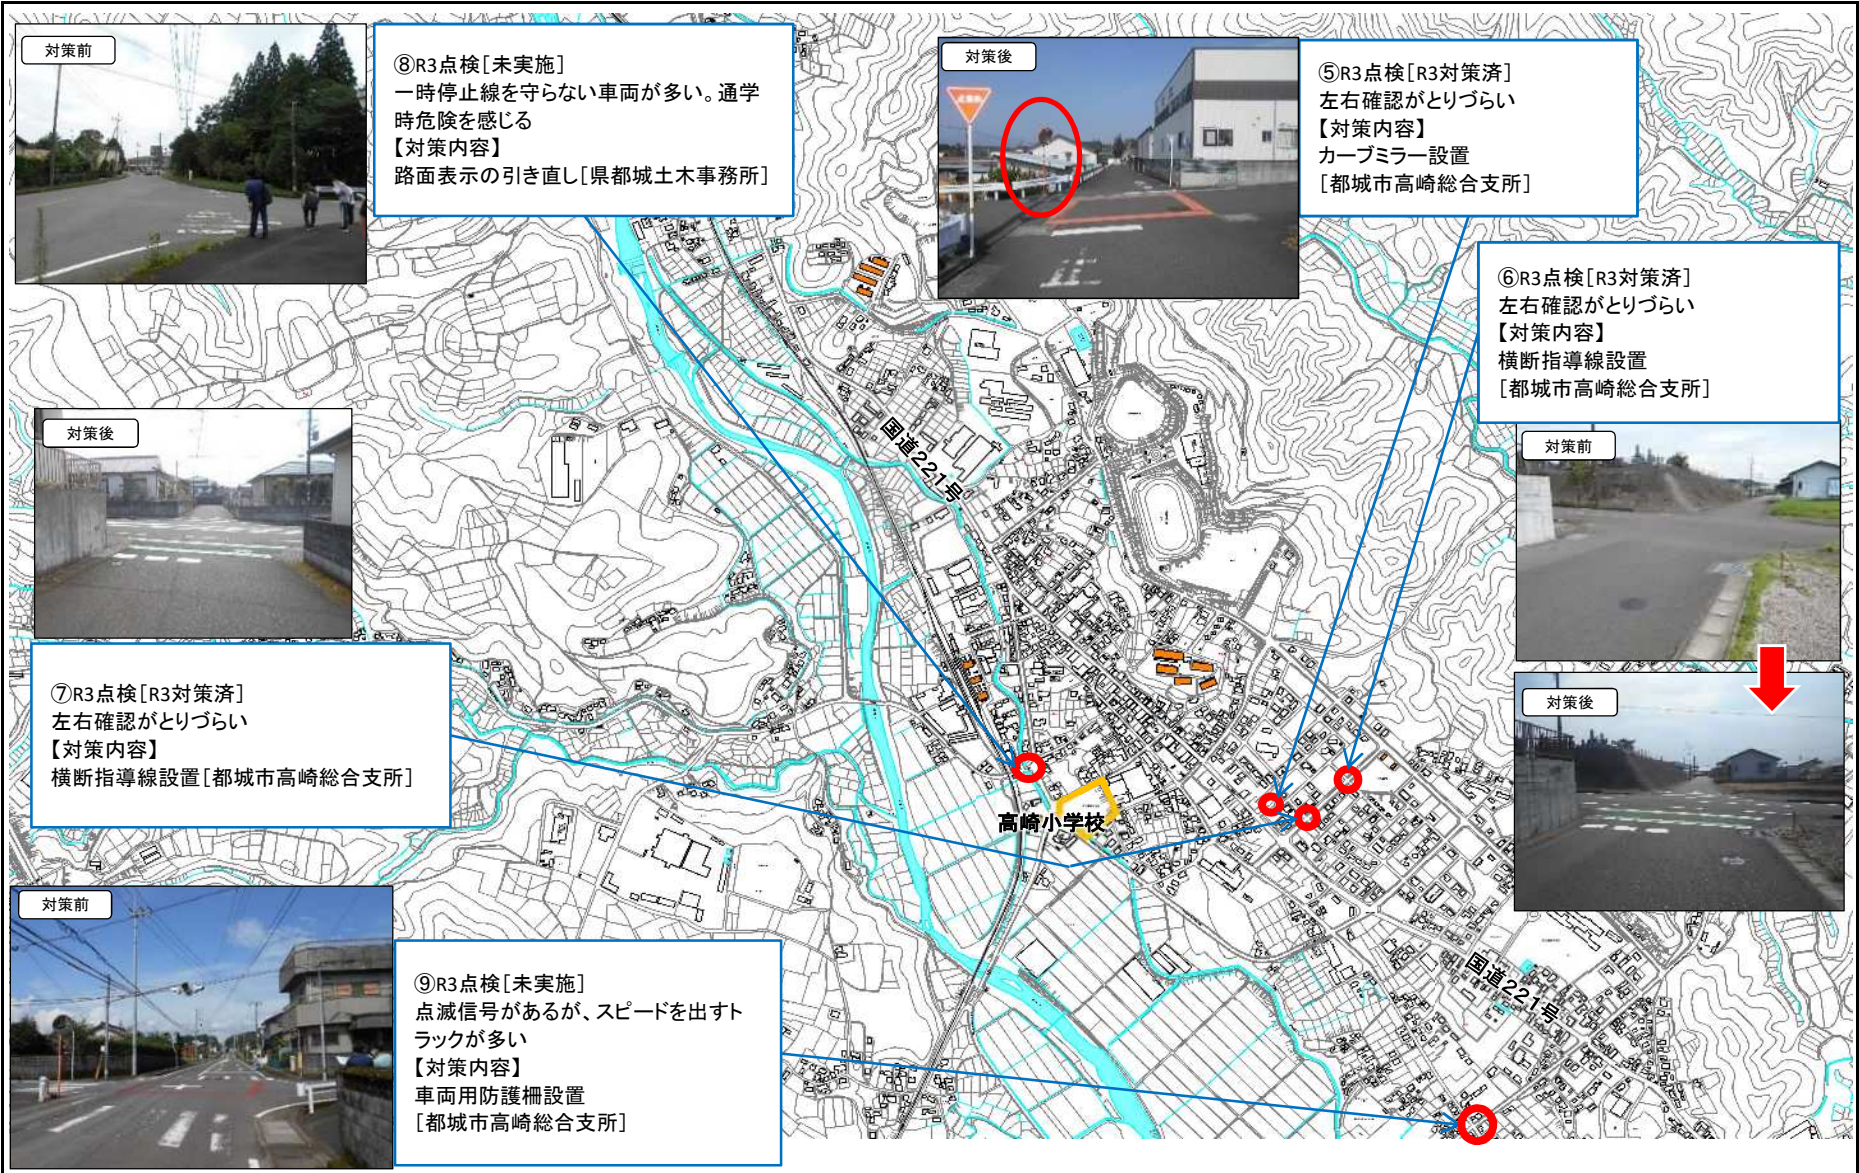 対策前
⑧R3点検[未実施]
一時停止線を守らない車両が多い。通学
時危険を感じる
【対策内容】
路面表示の引き直し[県都城土木事務所]
対策後
止まれ
⑤R3点検[R3対策済]
左右確認がとりづらい
【対策内容】
カーブミラー設置
[都城市高崎総合支所]
⑥R3点検[R3対策済]
左右確認がとりづらい
【対策内容】
横断指導線設置
[都城市高崎総合支所]
対策前
対策後
対策後
⑦R3点検[R3対策済]
左右確認がとりづらい
【対策内容】
横断指導線設置[都城市高崎総合支所]
国道221号
高崎小学校
国道221号
対策前
⑨R3点検[未実施]
点滅信号があるが、スピードを出すト
ラックが多い
【対策内容】
車両用防護柵設置
[都城市高崎総合支所]